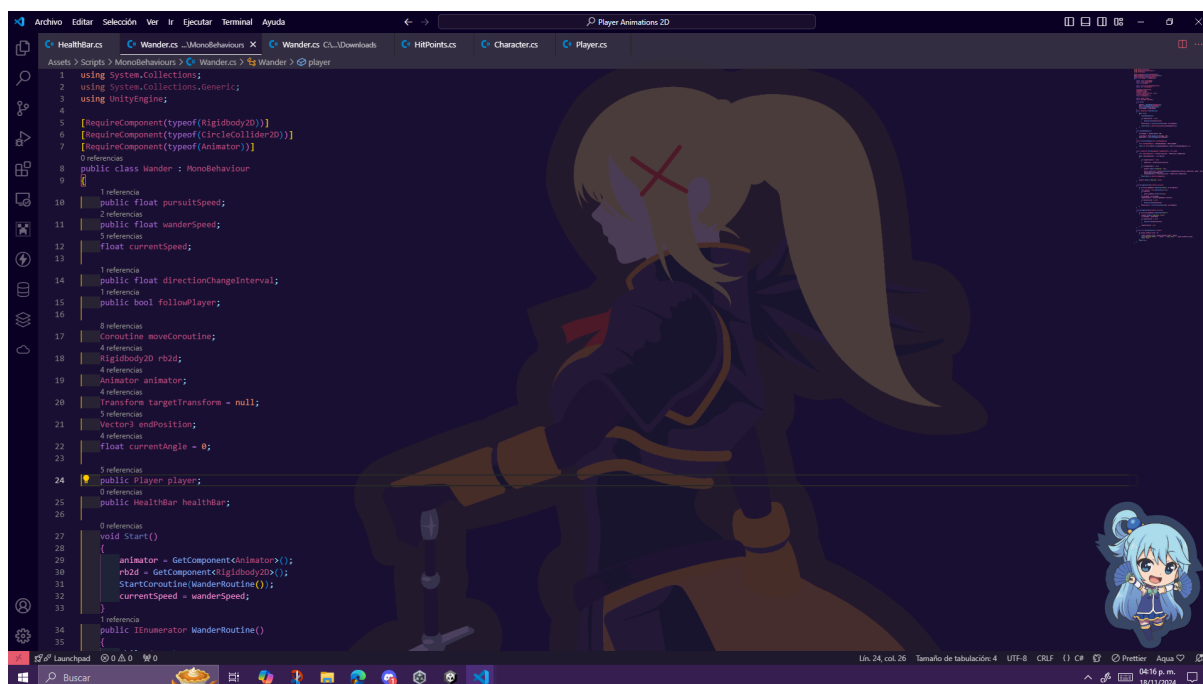 Archivo Editar Selección Ver Ir Ejecutar Terminal Ayuda
Player Animations 2D
HealthBar.cs Wander.cs ...\MonoBehaviours Wander.cs C:\...\Downloads HitPoints.cs Character.cs Player.cs
Assets > Scripts > MonoBehaviours > Wander.cs > Wander > player
1 using System.Collections;
2 using System.Collections.Generic;
3 using UnityEngine;
4
5 [RequireComponent(typeof(Rigidbody2D))]
6 [RequireComponent(typeof(CircleCollider2D))]
7 [RequireComponent(typeof(Animator))]
0 referencias
8 public class Wander : MonoBehaviour
9 {
1 referencia
10 public float pursuitSpeed;
2 referencias
11 public float wanderSpeed;
5 referencias
12 float currentSpeed;
13
1 referencia
14 public float directionChangeInterval;
1 referencia
15 public bool followPlayer;
16
8 referencias
17 Coroutine moveCoroutine;
4 referencias
18 Rigidbody2D rb2d;
4 referencias
19 Animator animator;
4 referencias
20 Transform targetTransform = null;
5 referencias
21 Vector3 endPosition;
4 referencias
22 float currentAngle = 0;
23
5 referencias
24 public Player player;
0 referencias
25 public HealthBar healthBar;
26
0 referencias
27 void Start()
28 {
29 animator = GetComponent<Animator>();
30 rb2d = GetComponent<Rigidbody2D>();
31 StartCoroutine(WanderRoutine());
32 currentSpeed = wanderSpeed;
33 }
1 referencia
34 public IEnumerator WanderRoutine()
35 {
Launchpad 0 0 0 Lín. 24, col. 26 Tamaño de tabulación: 4 UTF-8 CRLF {} C# Prettier Aqua
Buscar 04:16 p. m.
18/11/2024